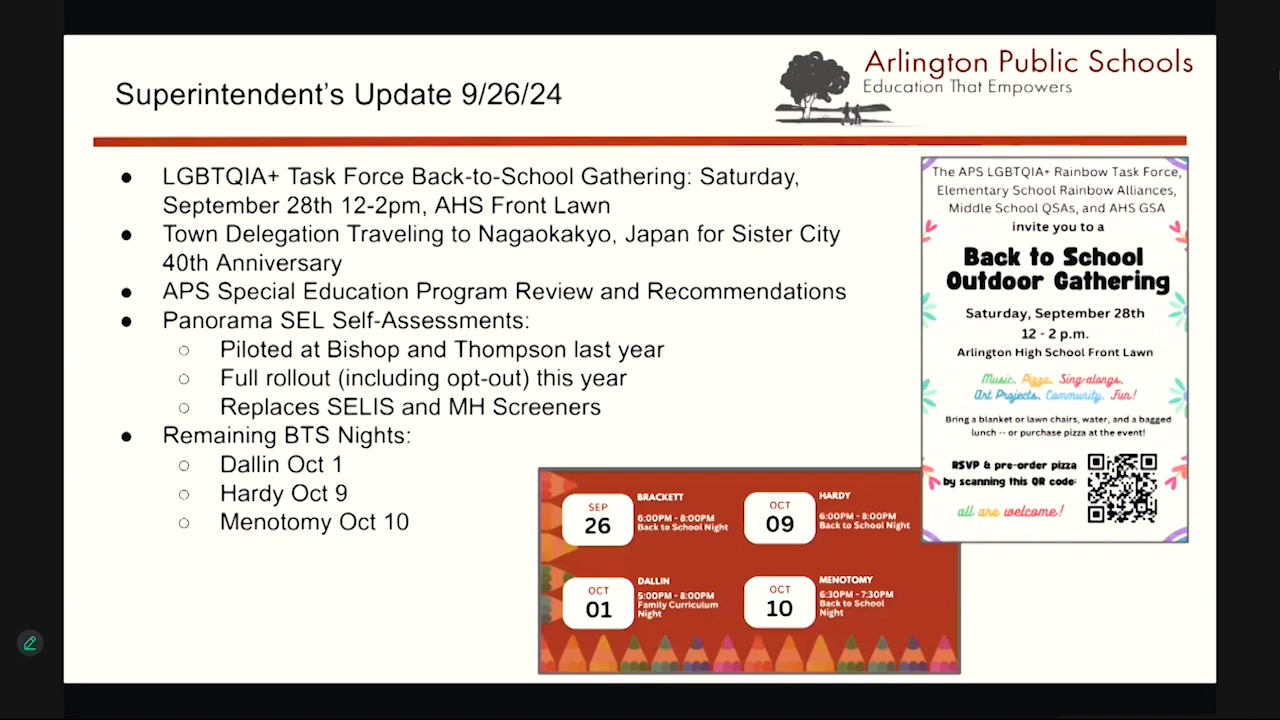 Superintendent's Update 9/26/24
Arlington Public Schools
Education That Empowers
● LGBTQIA+ Task Force Back-to-School Gathering: Saturday,
September 28th 12-2pm, AHS Front Lawn
● Town Delegation Traveling to Nagaokakyo, Japan for Sister City
40th Anniversary
● APS Special Education Program Review and Recommendations
● Panorama SEL Self-Assessments:
○ Piloted at Bishop and Thompson last year
○ Full rollout (including opt-out) this year
○ Replaces SELIS and MH Screeners
● Remaining BTS Nights:
○ Dallin Oct 1
○ Hardy Oct 9
○ Menotomy Oct 10
SEP
26
BRACKETT
6:00PM - 8:00PM
Back to School Night
OCT
09
HARDY
6:00PM - 8:00PM
Back to School Night
OCT
01
DALLIN
5:00PM - 8:00PM
Family Curriculum
Night
OCT
10
MENOTOMY
6:30PM - 7:30PM
Back to School
Night
The APS LGBTQIA+ Rainbow Task Force,
Elementary School Rainbow Alliances,
Middle School QSAs, and AHS GSA
invite you to a
Back to School
Outdoor Gathering
Saturday, September 28th
12 - 2 p.m.
Arlington High School Front Lawn
Music, Pizza, Sing-alongs,
Art Projects, Community, Fun!
Bring a blanket or lawn chairs, water, and a bagged
lunch -- or purchase pizza at the event!
RSVP & pre-order pizza
by scanning this QR code:
all are welcome!